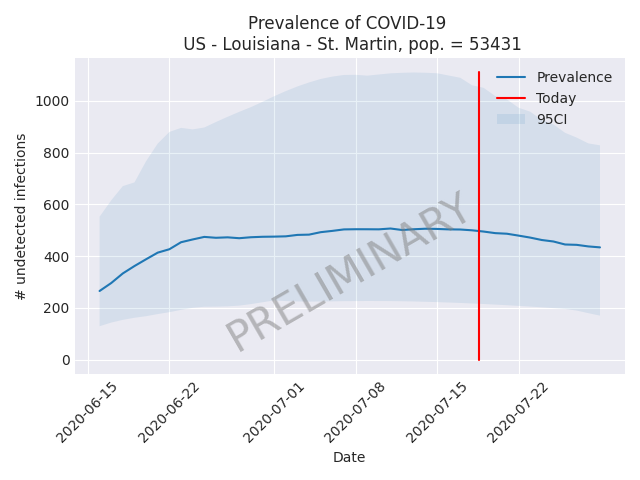 Prevalence of COVID-19
US - Louisiana - St. Martin, pop. = 53431
Prevalence
Today
95CI
1000
800
600
400
200
0
# undetected infections
PRELIMINARY
2020-06-15
2020-06-22
2020-07-01
2020-07-08
2020-07-15
2020-07-22
Date